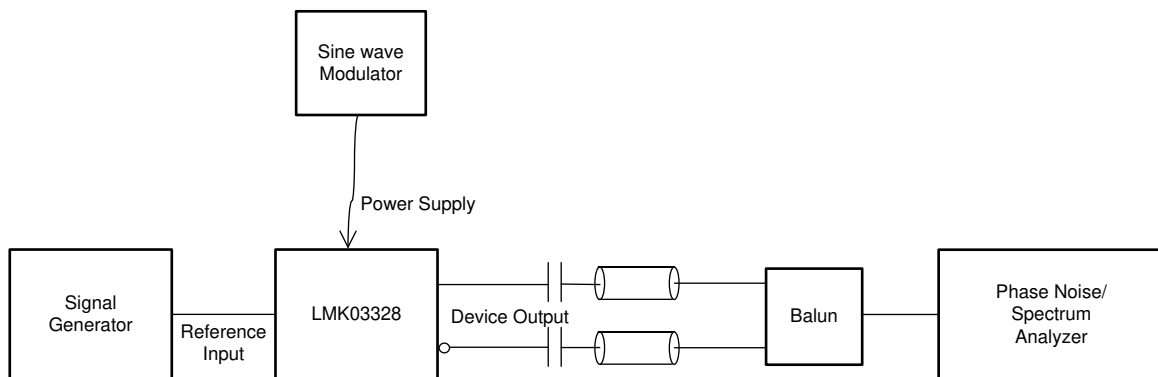 Sine wave
Modulator
Power Supply
Signal
Generator
Reference
Input
LMK03328
Device Output
Balun
Phase Noise/
Spectrum
Analyzer